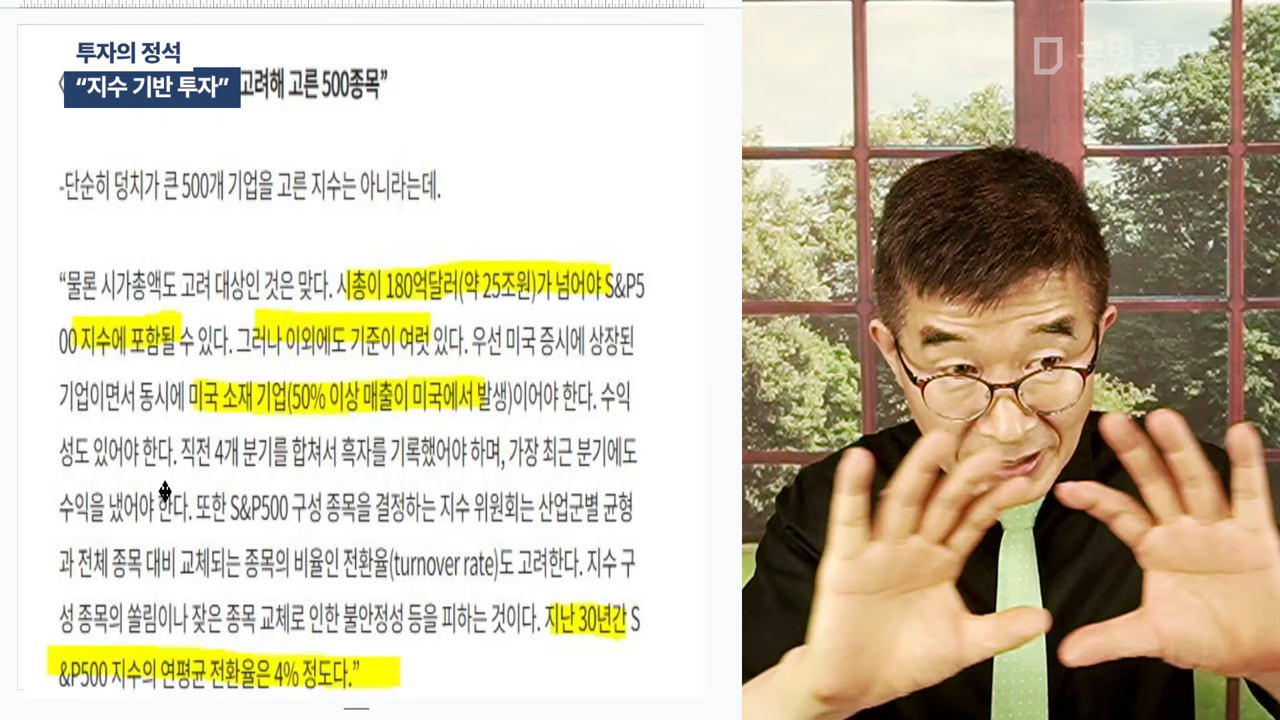 투자의 정석
“지수 기반 투자”
고려해 고른 500종목”
-단순히 덩치가 큰 500개 기업을 고른 지수는 아니라는데.
“물론 시가총액도 고려 대상인 것은 맞다. 시총이 180억달러(약 25조원)가 넘어야 S&P5
00 지수에 포함될 수 있다. 그러나 이외에도 기준이 여럿 있다. 우선 미국 증시에 상장된
기업이면서 동시에 미국 소재 기업(50% 이상 매출이 미국에서 발생)이어야 한다. 수익
성도 있어야 한다. 직전 4개 분기를 합쳐서 흑자를 기록했어야 하며, 가장 최근 분기에도
수익을 냈어야 한다. 또한 S&P500 구성 종목을 결정하는 지수 위원회는 산업군별 균형
과 전체 종목 대비 교체되는 종목의 비율인 전환율(turnover rate)도 고려한다. 지수 구
성 종목의 쏠림이나 잦은 종목 교체로 인한 불안정성 등을 피하는 것이다. 지난 30년간 S
&P500 지수의 연평균 전환율은 4% 정도다.”